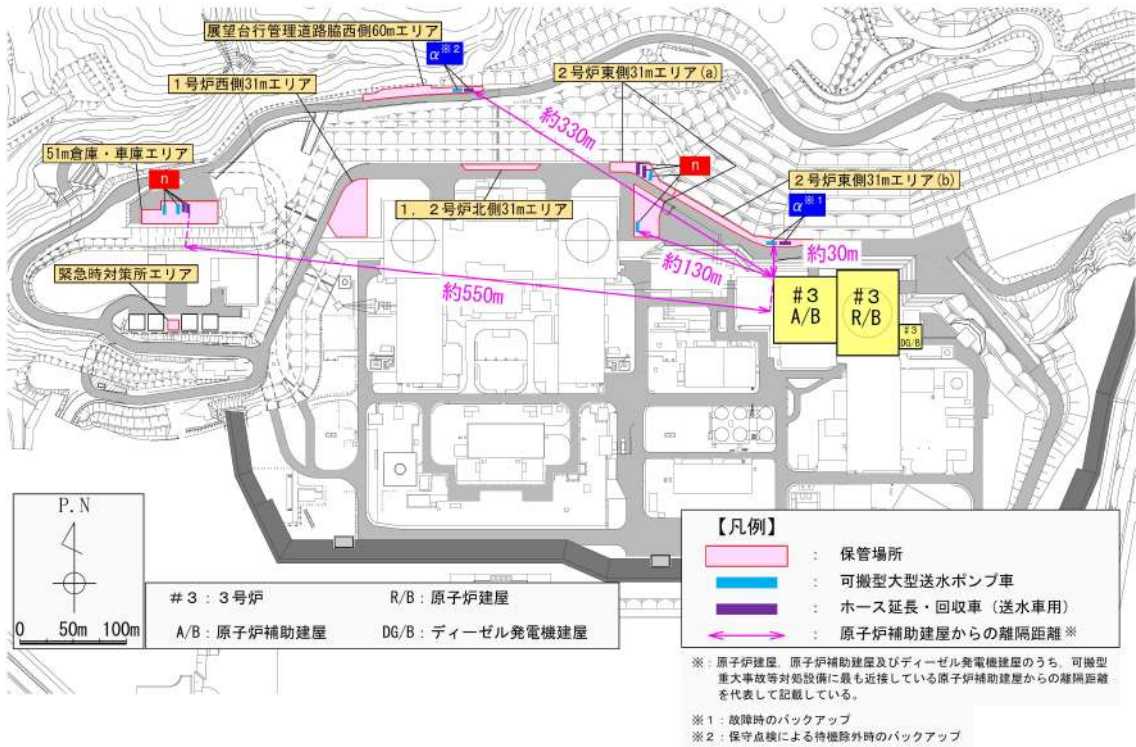 展望台行管理道路脇西側60mエリア
α※2
1号炉西側31mエリア
2号炉東側31mエリア(a)
約330m
51m倉庫・車庫エリア
n
n
2号炉東側31mエリア(b)
1，2号炉北側31mエリア
α※1
約30m
約130m
緊急時対策所エリア
約550m
#3
A/B
#3
R/B
#3
DG/B
P.N
0 50m 100m
#3：3号炉
R/B：原子炉建屋
A/B：原子炉補助建屋
DG/B：ディーゼル発電機建屋
【凡例】
： 保管場所
： 可搬型大型送水ポンプ車
： ホース延長・回収車（送水車用）
： 原子炉補助建屋からの離隔距離※
※：原子炉建屋，原子炉補助建屋及びディーゼル発電機建屋のうち，可搬型
重大事故等対処設備に最も近接している原子炉補助建屋からの離隔距離
を代表して記載している。
※1：故障時のバックアップ
※2：保守点検による待機除外時のバックアップ